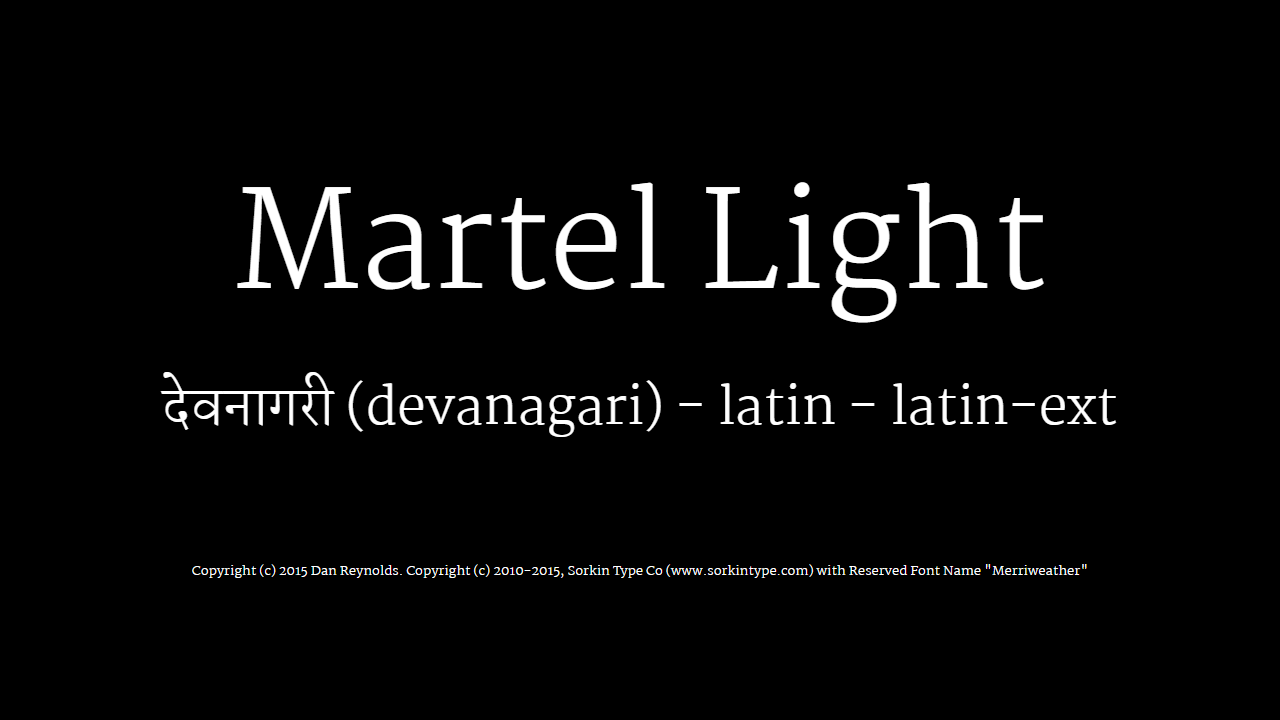 Martel Light
देवनागरी (devanagari) - latin - latin-ext
Copyright (c) 2015 Dan Reynolds. Copyright (c) 2010-2015, Sorkin Type Co (www.sorkintype.com) with Reserved Font Name "Merriweather"